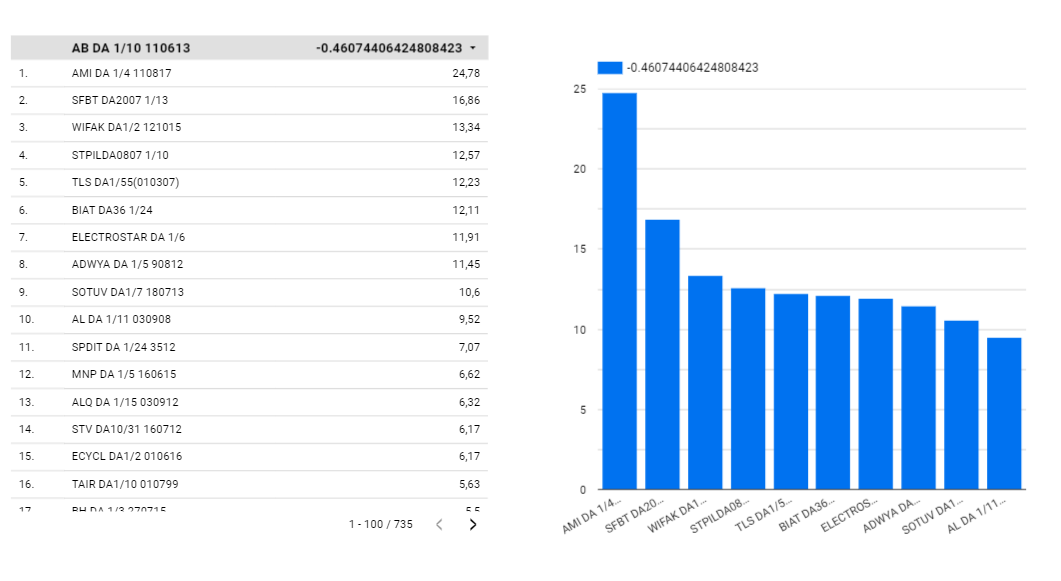 AB DA 1/10 110613 -0.46074406424808423
1. AMI DA 1/4 110817 24,78
2. SFBT DA2007 1/13 16,86
3. WIFAK DA1/2 121015 13,34
4. STPILDA0807 1/10 12,57
5. TLS DA1/55(010307) 12,23
6. BIAT DA36 1/24 12,11
7. ELECTROSTAR DA 1/6 11,91
8. ADWYA DA 1/5 90812 11,45
9. SOTUV DA1/7 180713 10,6
10. AL DA 1/11 030908 9,52
11. SPDIT DA 1/24 3512 7,07
12. MNP DA 1/5 160615 6,62
13. ALQ DA 1/15 030912 6,32
14. STV DA10/31 160712 6,17
15. ECYCL DA1/2 010616 6,17
16. TAIR DA1/10 010799 5,63
17. BH DA 1/3 270715 5,5
1 - 100 / 735
-0.46074406424808423
25
20
15
10
5
0
AMI DA 1/4... SFBT DA20... WIFAK DA1... STPILDA08... TLS DA1/5... BIAT DA36... ELECTROS... ADWYA DA... SOTUV DA1... AL DA 1/11...